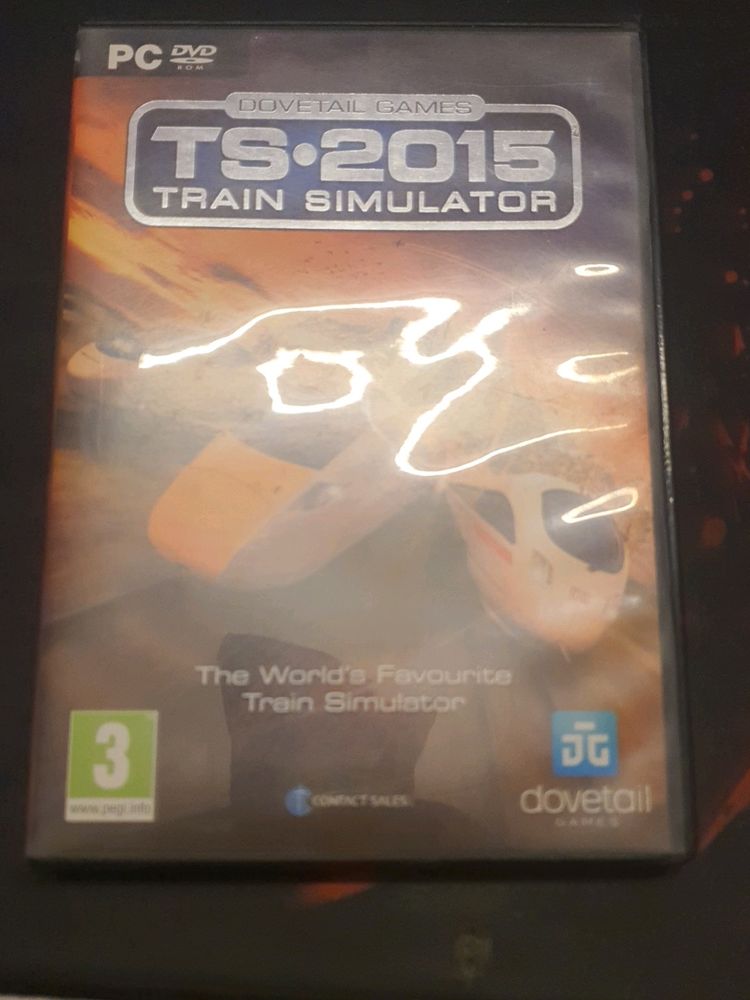 PC DVD
ROM
DOVETAIL GAMES
TS•2015
TRAIN SIMULATOR
The World's Favourite
Train Simulator
3
www.pegi.info
CONTACT SALES
dovetail
GAMES